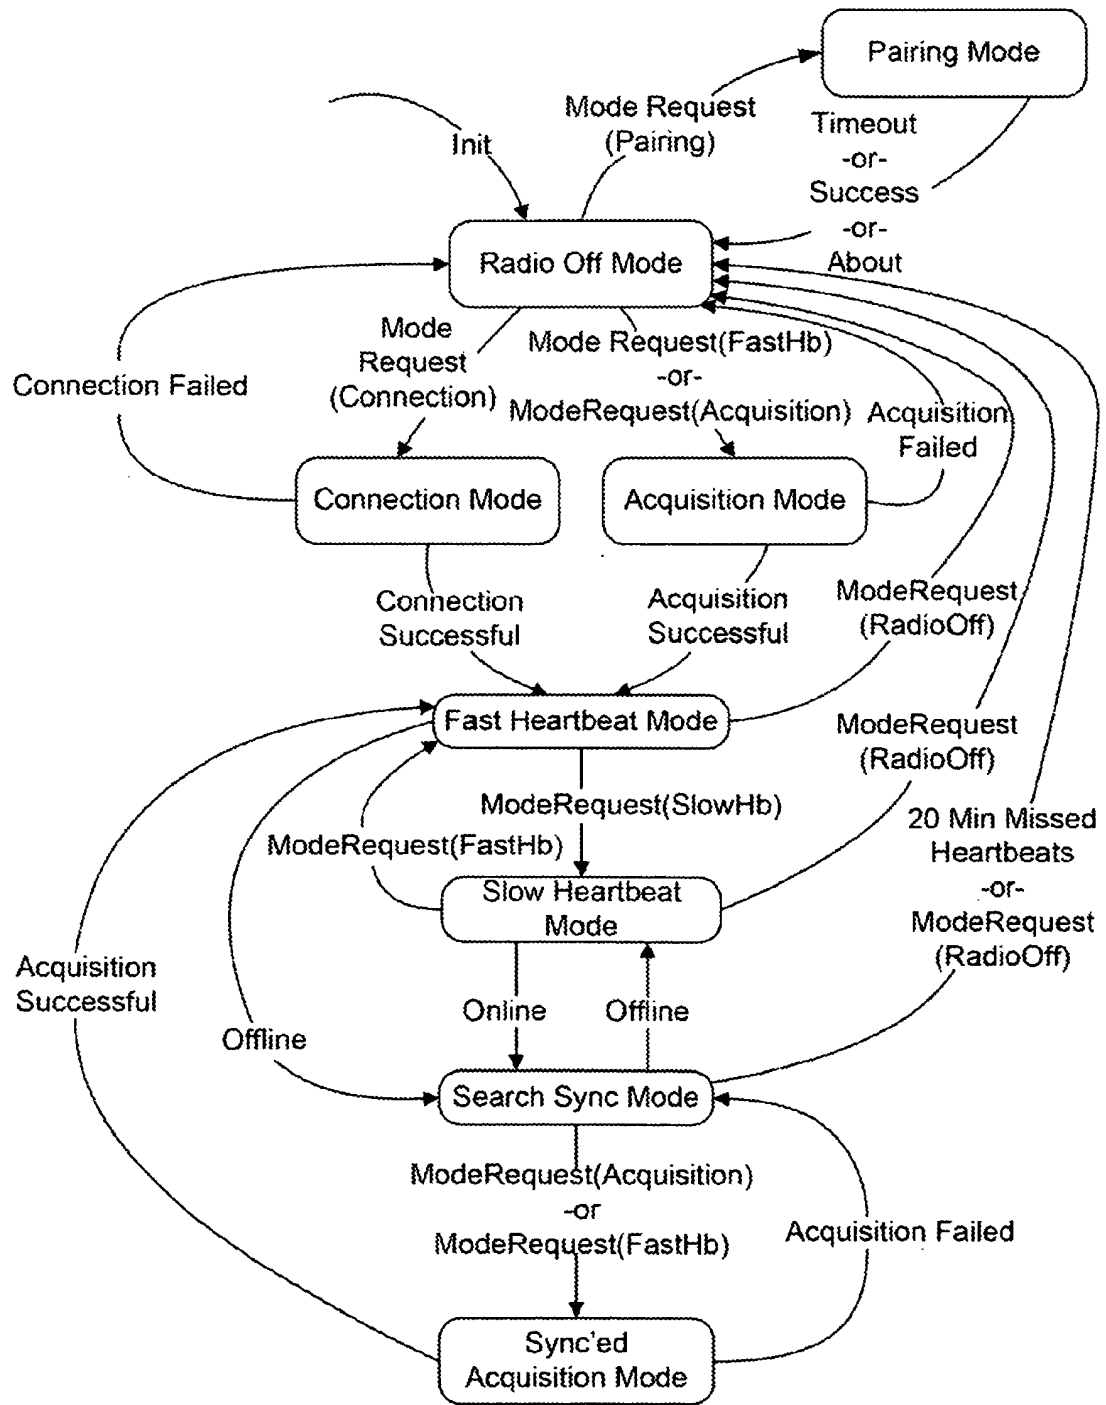 Pairing Mode
Mode Request
(Pairing)
Timeout
-or-
Success
-or-
About
Init
Radio Off Mode
Mode
Request
(Connection)
Mode Request(FastHb)
-or-
ModeRequest(Acquisition)
Connection Failed
Acquisition
Failed
Connection Mode
Acquisition Mode
Connection
Successful
Acquisition
Successful
ModeRequest
(RadioOff)
Fast Heartbeat Mode
ModeRequest
(RadioOff)
ModeRequest(SlowHb)
ModeRequest(FastHb)
20 Min Missed
Heartbeats
-or-
ModeRequest
(RadioOff)
Slow Heartbeat
Mode
Acquisition
Successful
Offline
Online
Offline
Search Sync Mode
ModeRequest(Acquisition)
-or
ModeRequest(FastHb)
Acquisition Failed
Sync'ed
Acquisition Mode